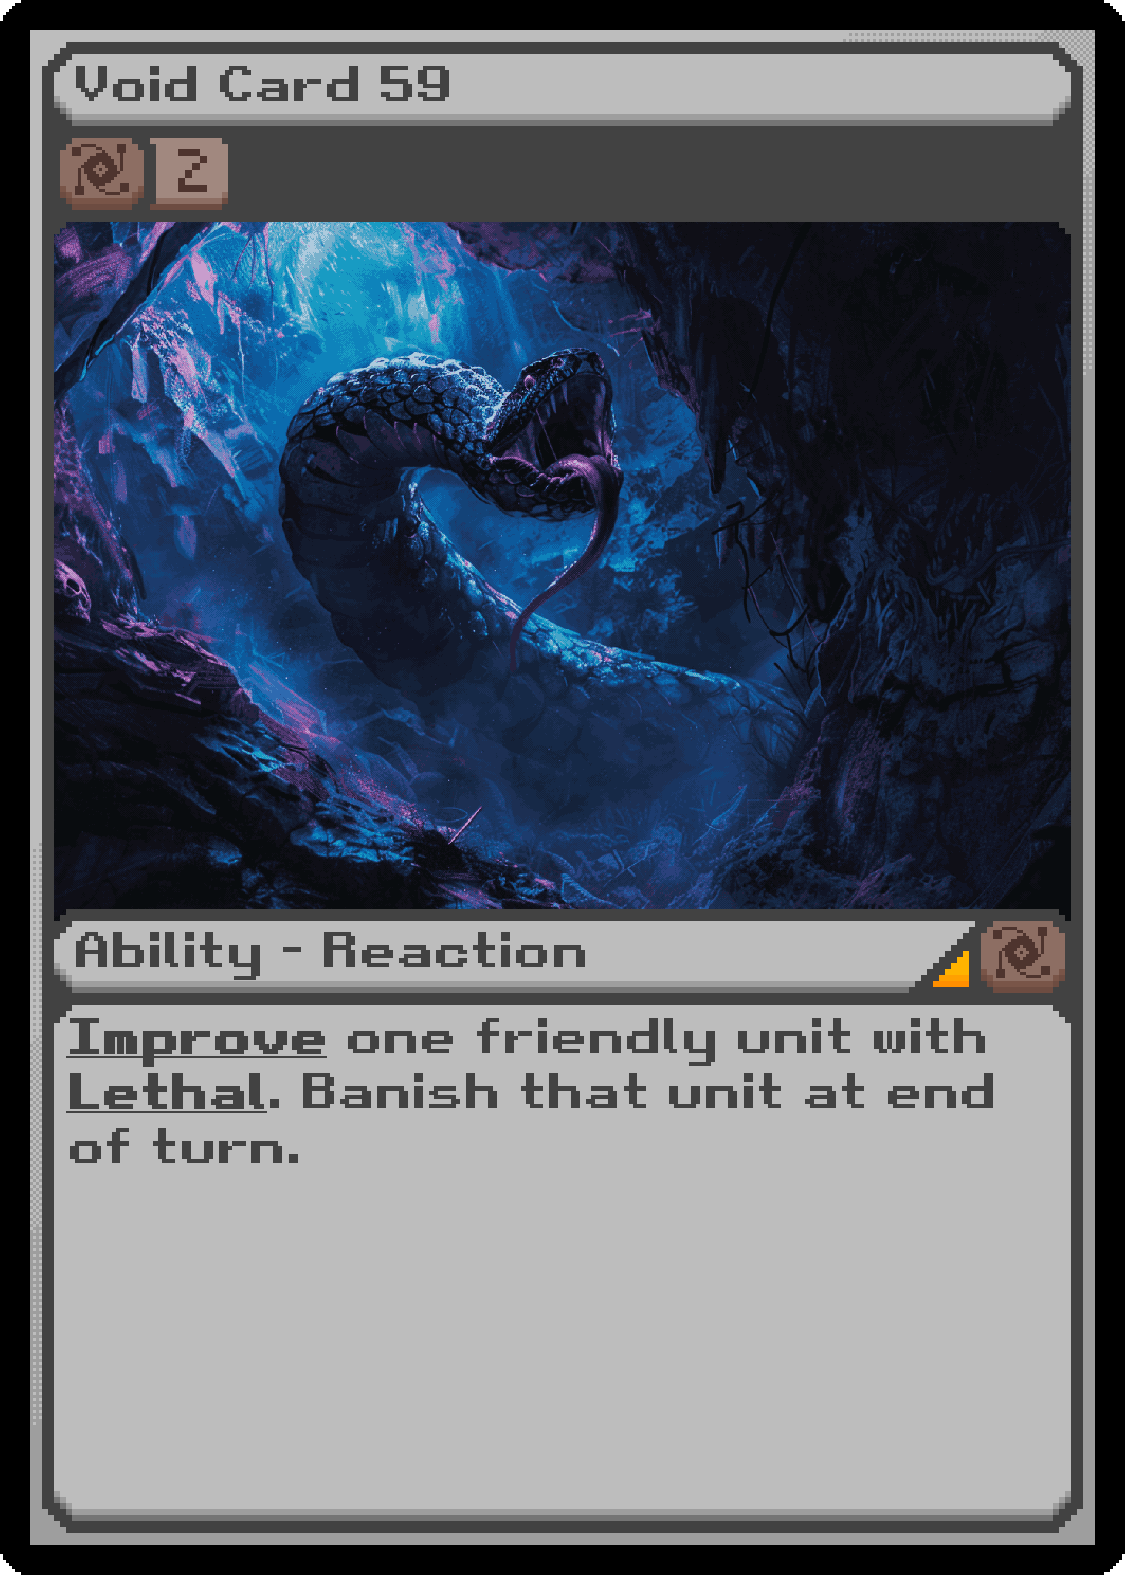 Void Card 59
2
Ability - Reaction
Improve one friendly unit with
Lethal. Banish that unit at end
of turn.